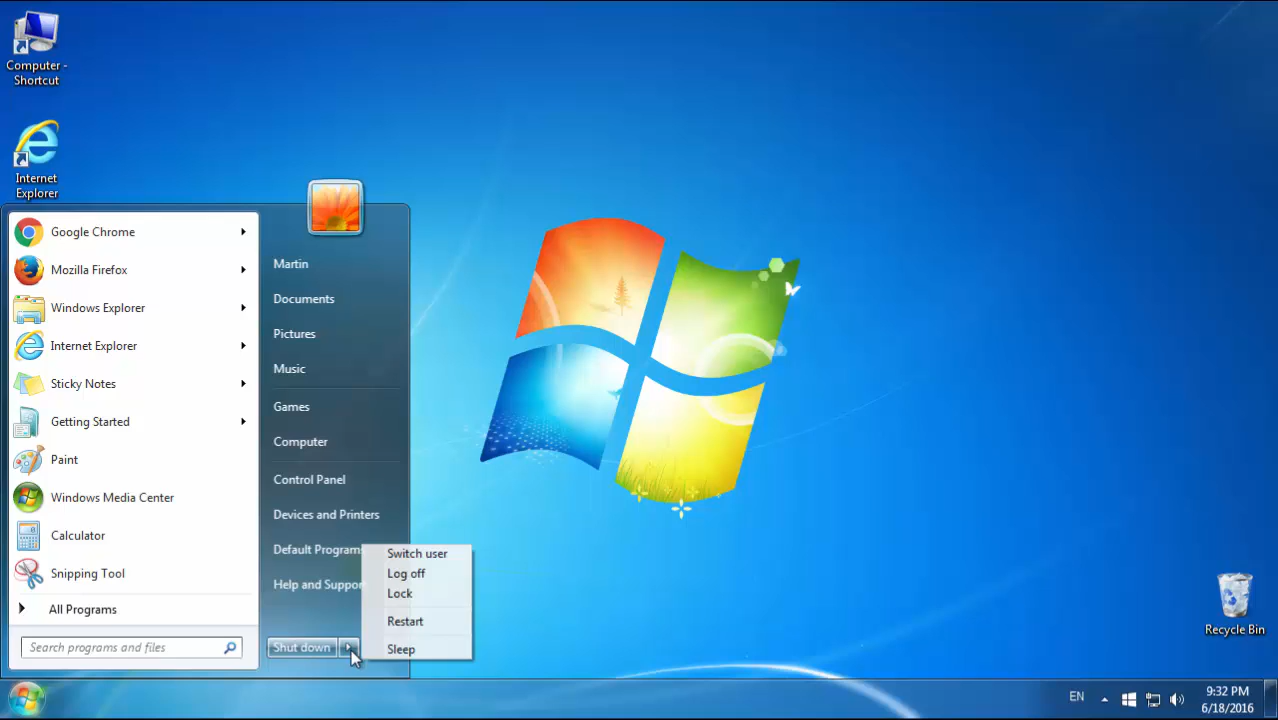 Computer -
Shortcut
Internet
Explorer
Google Chrome
Mozilla Firefox
Windows Explorer
Internet Explorer
Sticky Notes
Getting Started
Paint
Windows Media Center
Calculator
Snipping Tool
All Programs
Search programs and files
Martin
Documents
Pictures
Music
Games
Computer
Control Panel
Devices and Printers
Default Programs
Help and Suppor
Shut down
Switch user
Log off
Lock
Restart
Sleep
Recycle Bin
EN
9:32 PM
6/18/2016